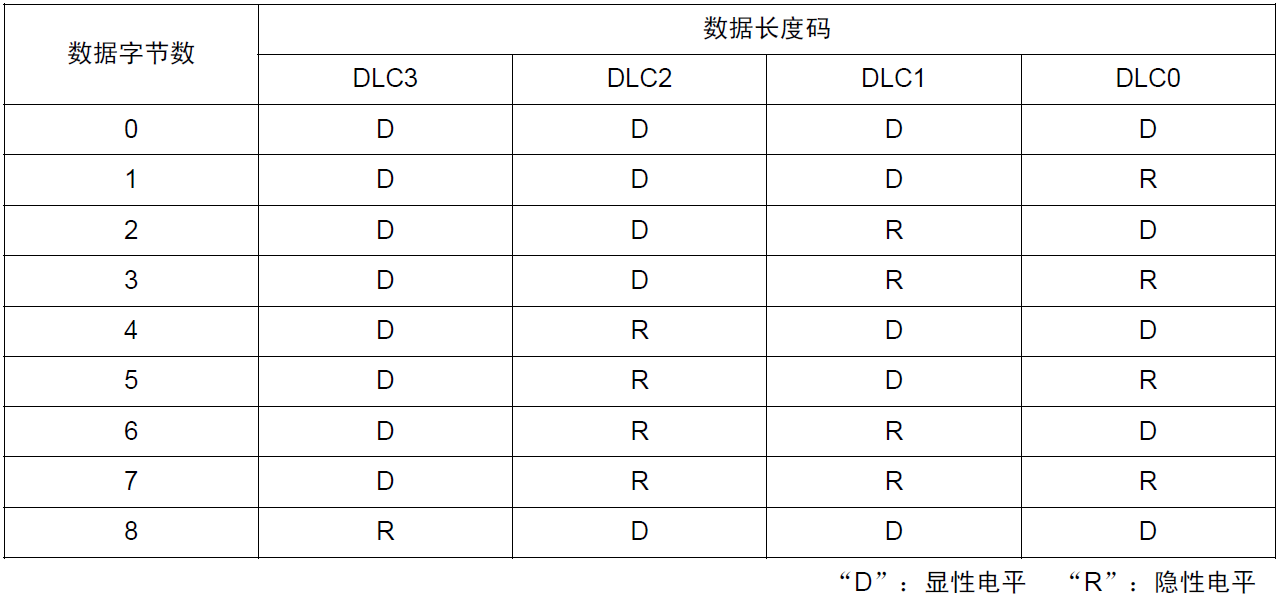 数据字节数 数据长度码
DLC3 DLC2 DLC1 DLC0
0 D D D D
1 D D D R
2 D D R D
3 D D R R
4 D R D D
5 D R D R
6 D R R D
7 D R R R
8 R D D D
“D”：显性电平 “R”：隐性电平